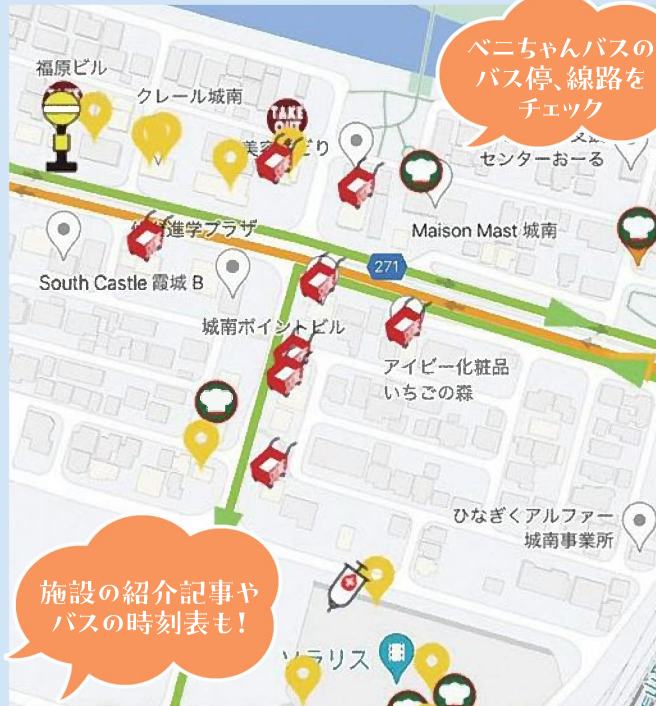 ベニちゃんバスの
バス停、線路を
チェック
福原ビル
クレール城南
TAKE
OUT
センターおーる
進学プラザ
Maison Mast 城南
South Castle 霞城 B
271
城南ポイントビル
アイビー化粧品
いちごの森
ひなぎくアルファー
城南事業所
施設の紹介記事や
バスの時刻表も!
ソラリス